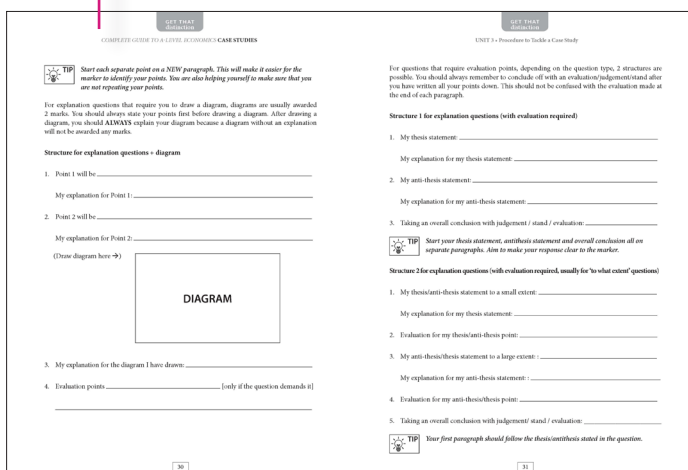 GET THAT
distinction
COMPLETE GUIDE TO A-LEVEL ECONOMICS CASE STUDIES
TIP
Start each separate point on a NEW paragraph. This will make it easier for the
marker to identify your points. You are also helping yourself to make sure that you
are not repeating your points.
For explanation questions that require you to draw a diagram, diagrams are usually awarded
2 marks. You should always state your points first before drawing a diagram. After drawing a
diagram, you should ALWAYS explain your diagram because a diagram without an explanation
will not be awarded any marks.
Structure for explanation questions + diagram
1. Point 1 will be
My explanation for Point 1:
2. Point 2 will be
My explanation for Point 2:
(Draw diagram here →)
DIAGRAM
3. My explanation for the diagram I have drawn:
4. Evaluation points [only if the question demands it]
30
GET THAT
distinction
UNIT 3 • Procedure to Tackle a Case Study
For questions that require evaluation points, depending on the question type, 2 structures are
possible. You should always remember to conclude off with an evaluation/judgement/stand after
you have written all your points down. This should not be confused with the evaluation made at
the end of each paragraph.
Structure 1 for explanation questions (with evaluation required)
1. My thesis statement:
My explanation for my thesis statement:
2. My anti-thesis statement:
My explanation for my anti-thesis statement:
3. Taking an overall conclusion with judgement / stand / evaluation:
TIP
Start your thesis statement, antithesis statement and overall conclusion all on
separate paragraphs. Aim to make your response clear to the marker.
Structure 2 for explanation questions (with evaluation required, usually for 'to what extent' questions)
1. My thesis/anti-thesis statement to a small extent:
My explanation for my thesis statement:
2. Evaluation for my thesis/anti-thesis point:
3. My anti-thesis/thesis statement to a large extent: :
My explanation for my anti-thesis statement: :
4. Evaluation for my anti-thesis/thesis point:
5. Taking an overall conclusion with judgement/ stand / evaluation:
TIP
Your first paragraph should follow the thesis/antithesis stated in the question.
31